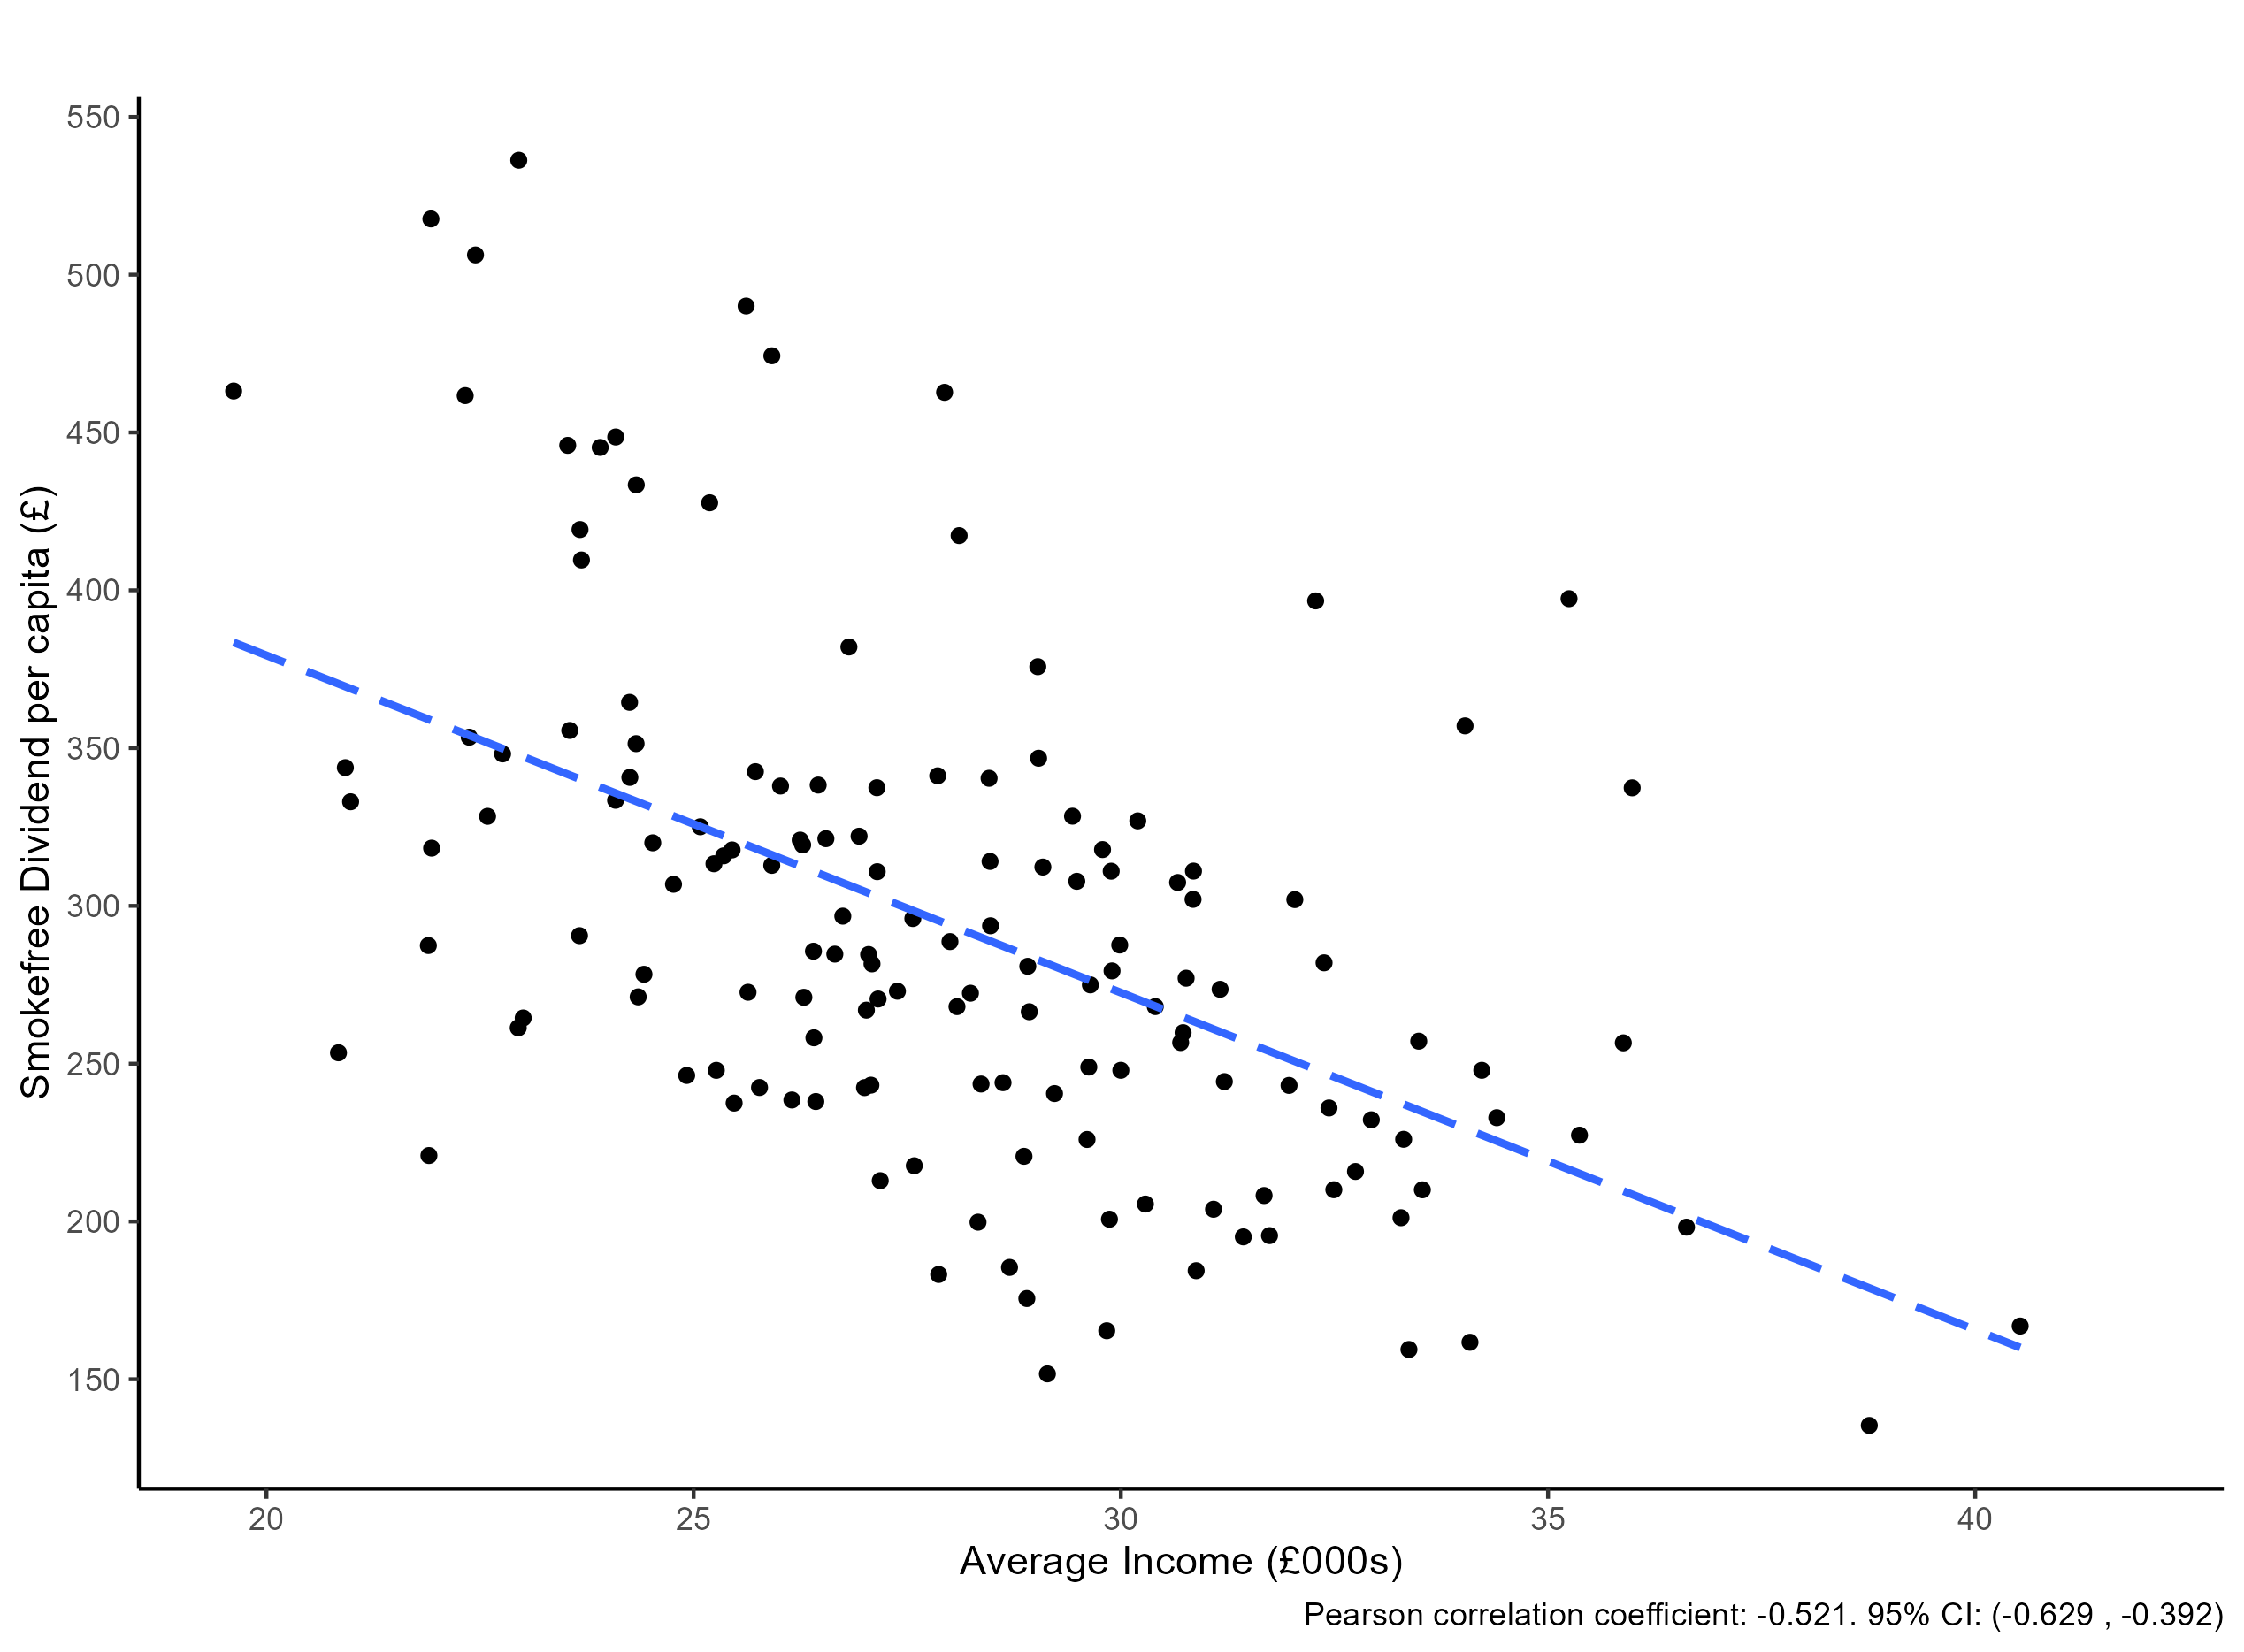 Smokefree Dividend per capita (£)
550
500
450
400
350
300
250
200
150
20 25 30 35 40
Average Income (£000s)
Pearson correlation coefficient: -0.521. 95% CI: (-0.629 , -0.392)